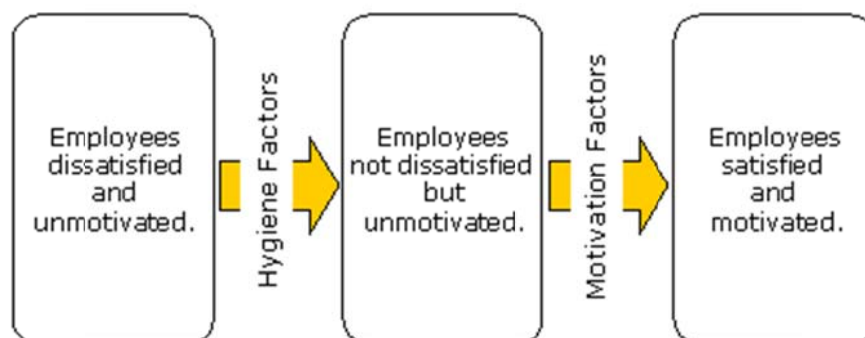 Employees
dissatisfied
and
unmotivated.
Hygiene Factors
Employees
not dissatisfied
but
unmotivated.
Motivation Factors
Employees
satisfied
and
motivated.